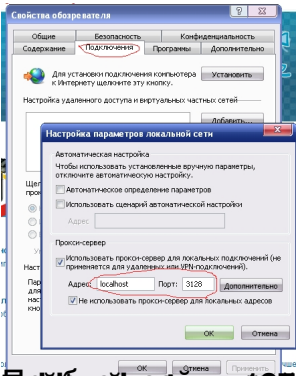 Свойства обозревателя
Общие
Безопасность
Конфиденциальность
Содержание
Подключения
Программы
Дополнительно
Для установки подключения компьютера
к Интернету щелкните эту кнопку.
Установить
Настройка удаленного доступа и виртуальных частных сетей
Добавить...
Настройка параметров локальной сети
Автоматическая настройка
Чтобы использовать установленные вручную параметры,
отключите автоматическую настройку.
Автоматическое определение параметров
Использовать сценарий автоматической настройки
Адрес
Прокси-сервер
Использовать прокси-сервер для локальных подключений (не
применяется для удаленных или VPN-подключений).
Адрес:
localhost
Порт:
3128
Дополнительно
Не использовать прокси-сервер для локальных адресов
ОК
Отмена
ОК
Отмена
Применить